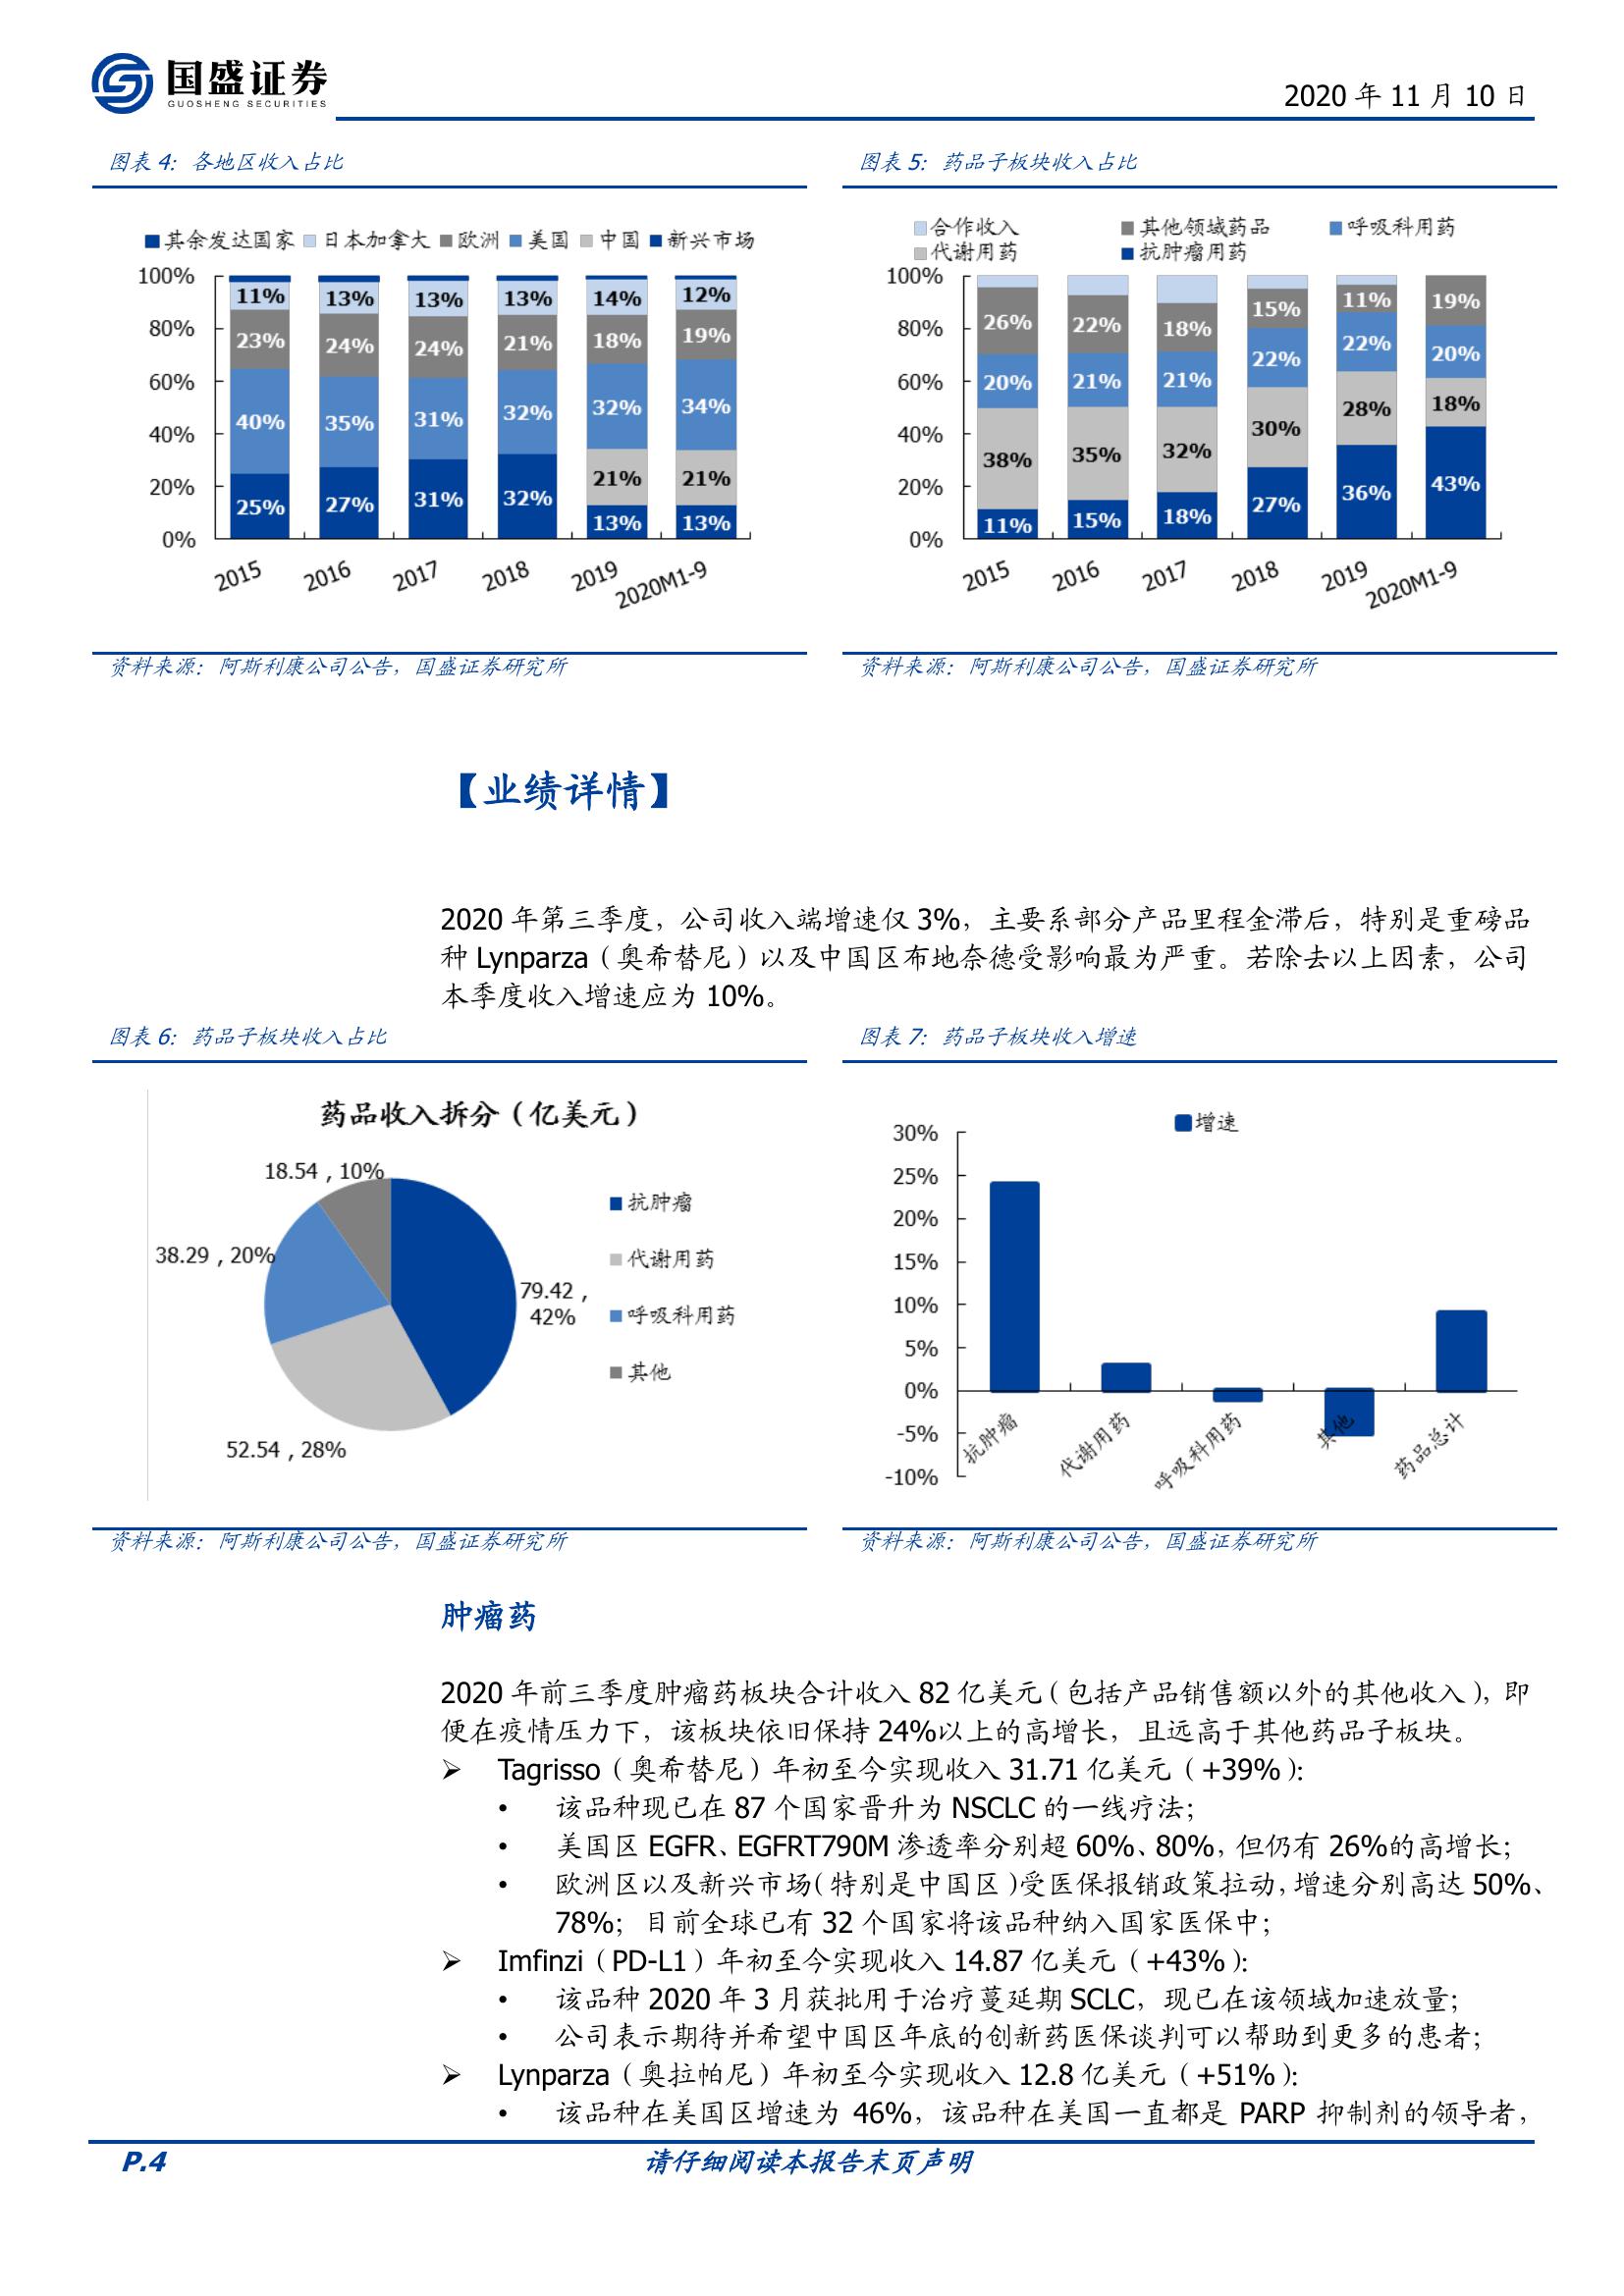 国盛证券
GUOSHENG SECURITIES
2020 年 11 月 10 日
图表 4：各地区收入占比
其余发达国家 日本加拿大 欧洲 美国 中国 新兴市场
100%
80%
60%
40%
20%
0%
11% 13% 13% 13% 14% 12%
23% 24% 24% 21% 18% 19%
40% 35% 31% 32% 32% 34%
21% 21%
25% 27% 31% 32% 13% 13%
2015 2016 2017 2018 2019 2020M1-9
资料来源：阿斯利康公司公告，国盛证券研究所
图表 5：药品子板块收入占比
合作收入 其他领域药品 呼吸科用药
代谢用药 抗肿瘤用药
100%
80%
60%
40%
20%
0%
26% 22% 18% 15% 11% 19%
20% 21% 21% 22% 22% 20%
38% 35% 32% 30% 28% 18%
11% 15% 18% 27% 36% 43%
2015 2016 2017 2018 2019 2020M1-9
资料来源：阿斯利康公司公告，国盛证券研究所
【业绩详情】
2020 年第三季度，公司收入端增速仅 3%，主要系部分产品里程金滞后，特别是重磅品
种 Lynparza（奥希替尼）以及中国区布地奈德受影响最为严重。若除去以上因素，公司
本季度收入增速应为 10%。
图表 6：药品子板块收入占比
药品收入拆分（亿美元）
18.54 , 10%
38.29 , 20%
79.42 ,
42%
52.54 , 28%
抗肿瘤
代谢用药
呼吸科用药
其他
资料来源：阿斯利康公司公告，国盛证券研究所
图表 7：药品子板块收入增速
增速
30%
25%
20%
15%
10%
5%
0%
-5%
-10%
抗肿瘤 代谢用药 呼吸科用药 其他 药品总计
资料来源：阿斯利康公司公告，国盛证券研究所
肿瘤药
2020 年前三季度肿瘤药板块合计收入 82 亿美元（包括产品销售额以外的其他收入），即
便在疫情压力下，该板块依旧保持 24%以上的高增长，且远高于其他药品子板块。
➢ Tagrisso（奥希替尼）年初至今实现收入 31.71 亿美元（+39%）：
• 该品种现已在 87 个国家晋升为 NSCLC 的一线疗法；
• 美国区 EGFR、EGFRT790M 渗透率分别超 60%、80%，但仍有 26%的高增长；
• 欧洲区以及新兴市场（特别是中国区）受医保报销政策拉动，增速分别高达 50%、
78%；目前全球已有 32 个国家将该品种纳入国家医保中；
➢ Imfinzi（PD-L1）年初至今实现收入 14.87 亿美元（+43%）：
• 该品种 2020 年 3 月获批用于治疗蔓延期 SCLC，现已在该领域加速放量；
• 公司表示期待并希望中国区年底的创新药医保谈判可以帮助到更多的患者；
➢ Lynparza（奥拉帕尼）年初至今实现收入 12.8 亿美元（+51%）：
• 该品种在美国区增速为 46%，该品种在美国一直都是 PARP 抑制剂的领导者，
P.4 请仔细阅读本报告末页声明